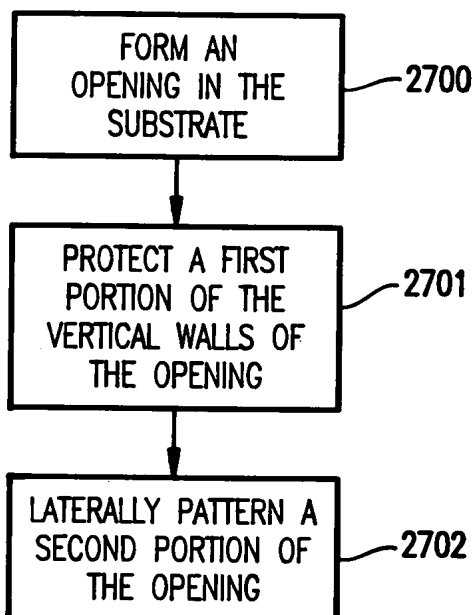 FORM AN
OPENING IN THE
SUBSTRATE
2700
PROTECT A FIRST
PORTION OF THE
VERTICAL WALLS OF
THE OPENING
2701
LATERALLY PATTERN A
SECOND PORTION OF
THE OPENING
2702